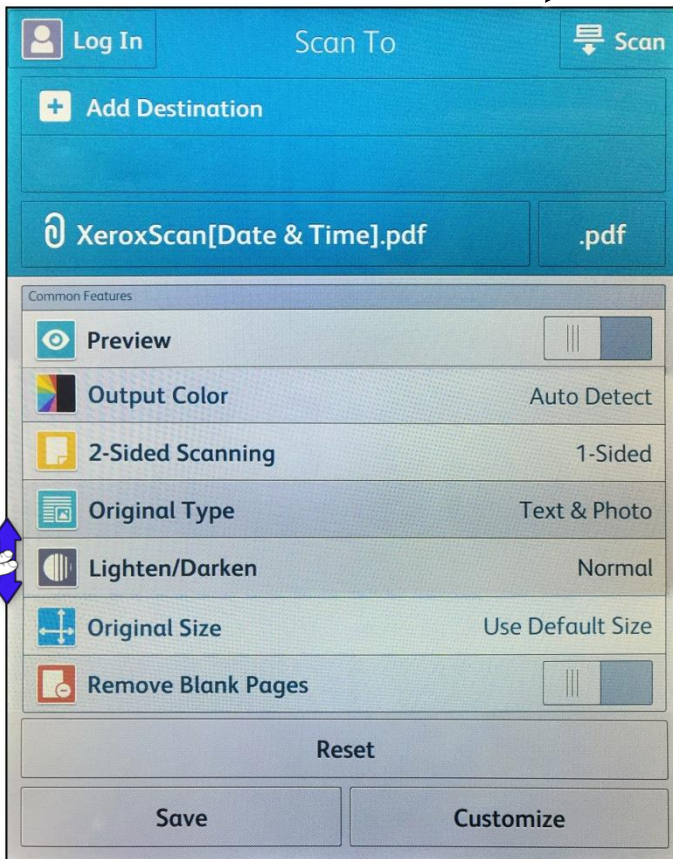 Log In
Scan To
Scan
Add Destination
XeroxScan[Date & Time].pdf
.pdf
Common Features
Preview
Output Color Auto Detect
2-Sided Scanning 1-Sided
Original Type Text & Photo
Lighten/Darken Normal
Original Size Use Default Size
Remove Blank Pages
Reset
Save
Customize